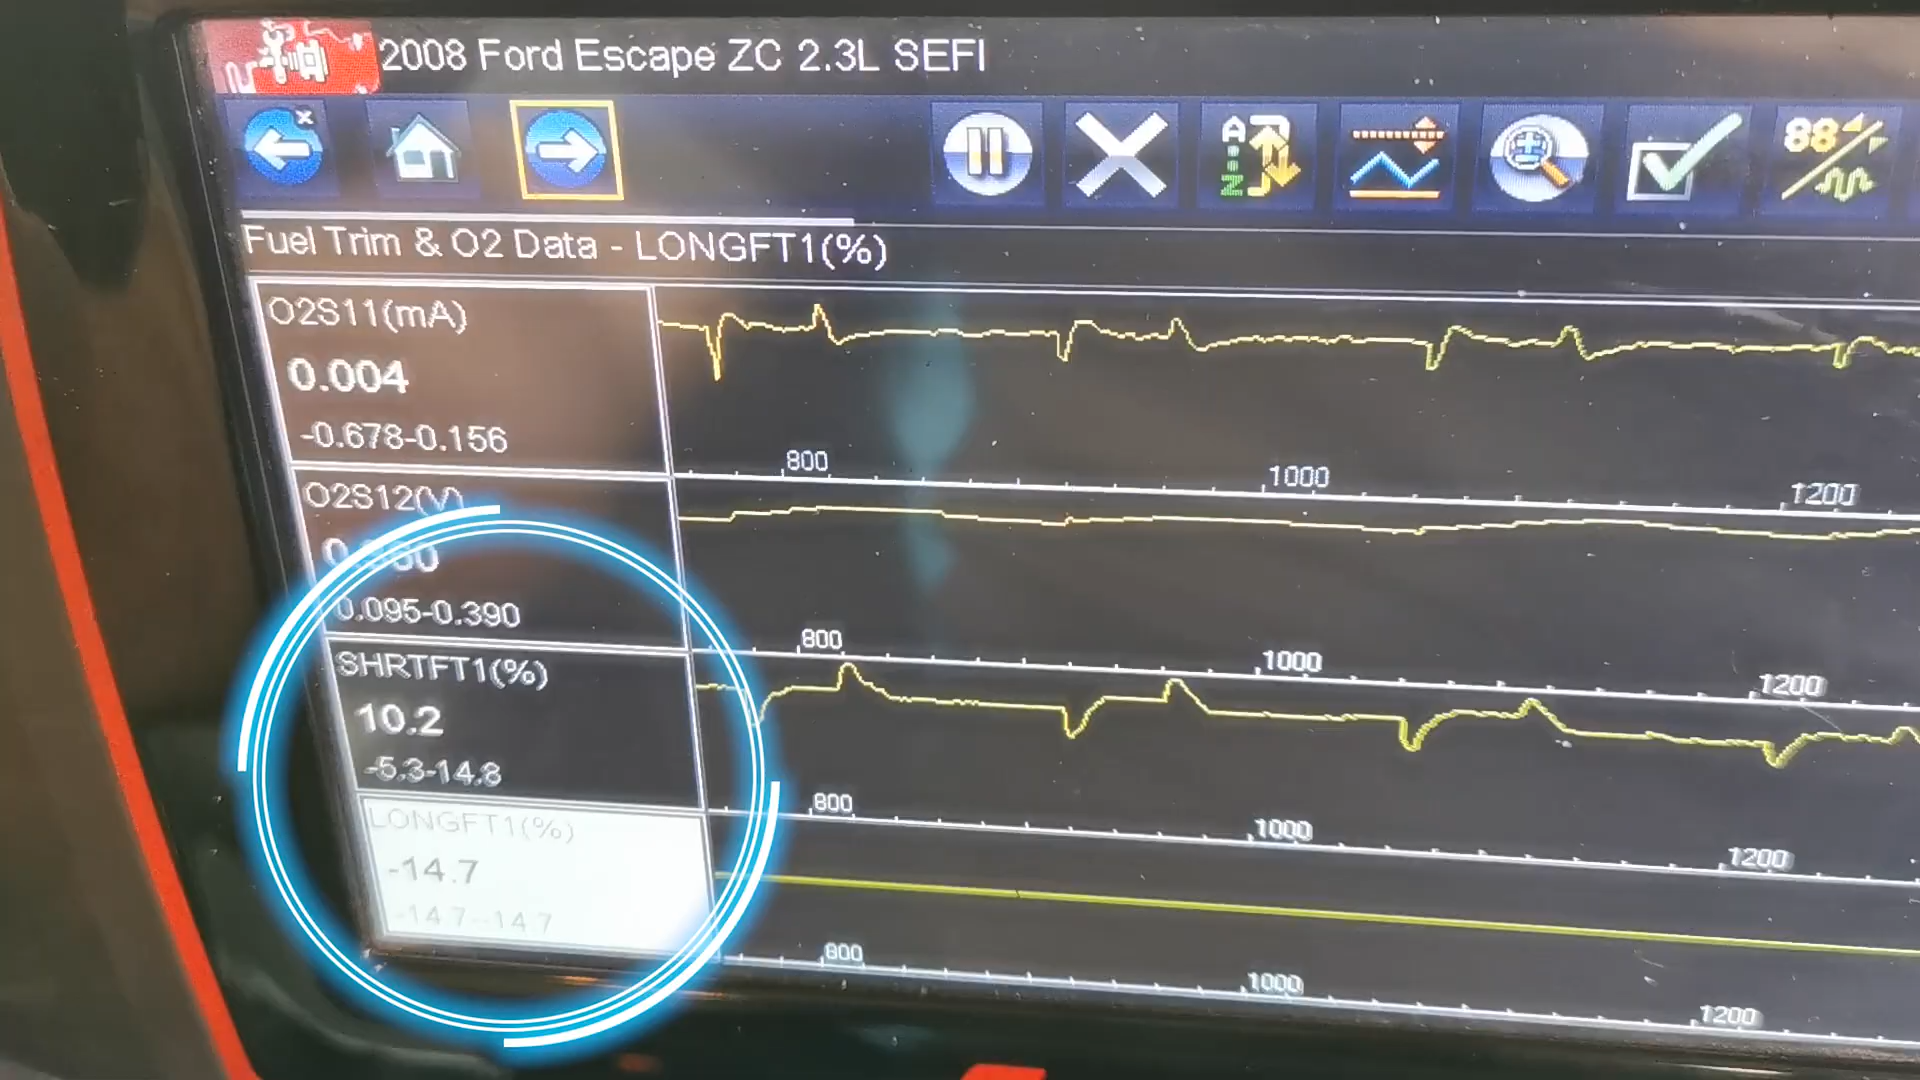 2008 Ford Escape ZC 2.3L SEFI
A
Z
88
Fuel Trim & O2 Data - LONGFT1(%)
O2S11(mA)
0.004
-0.678-0.156
800 1000 1200
O2S12(V)
0.360
0.095-0.390
800 1000 1200
SHRTFT1(%)
10.2
-5.3-14.8
800 1000 1200
LONGFT1(%)
-14.7
-14.7--14.7
800 1000 1200